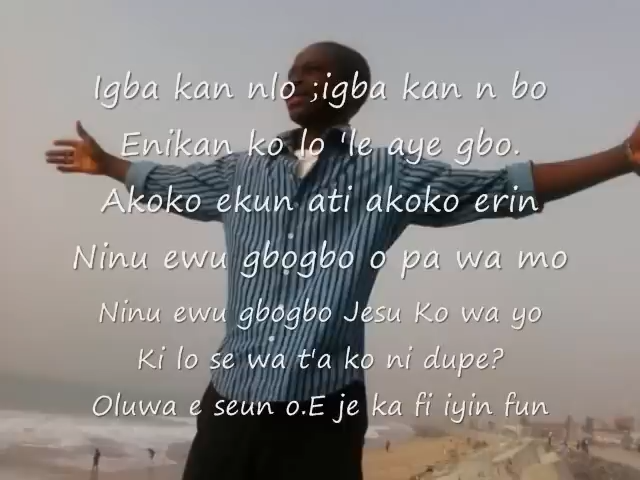 Igba kan nlo ;igba kan n bo
Enikan ko lo 'le aye gbo.
Akoko ekun ati akoko erin
Ninu ewu gbogbo o pa wa mo
Ninu ewu gbogbo Jesu Ko wa yo
Ki lo se wa t'a ko ni dupe?
Oluwa e seun o.E je ka fi iyin fun